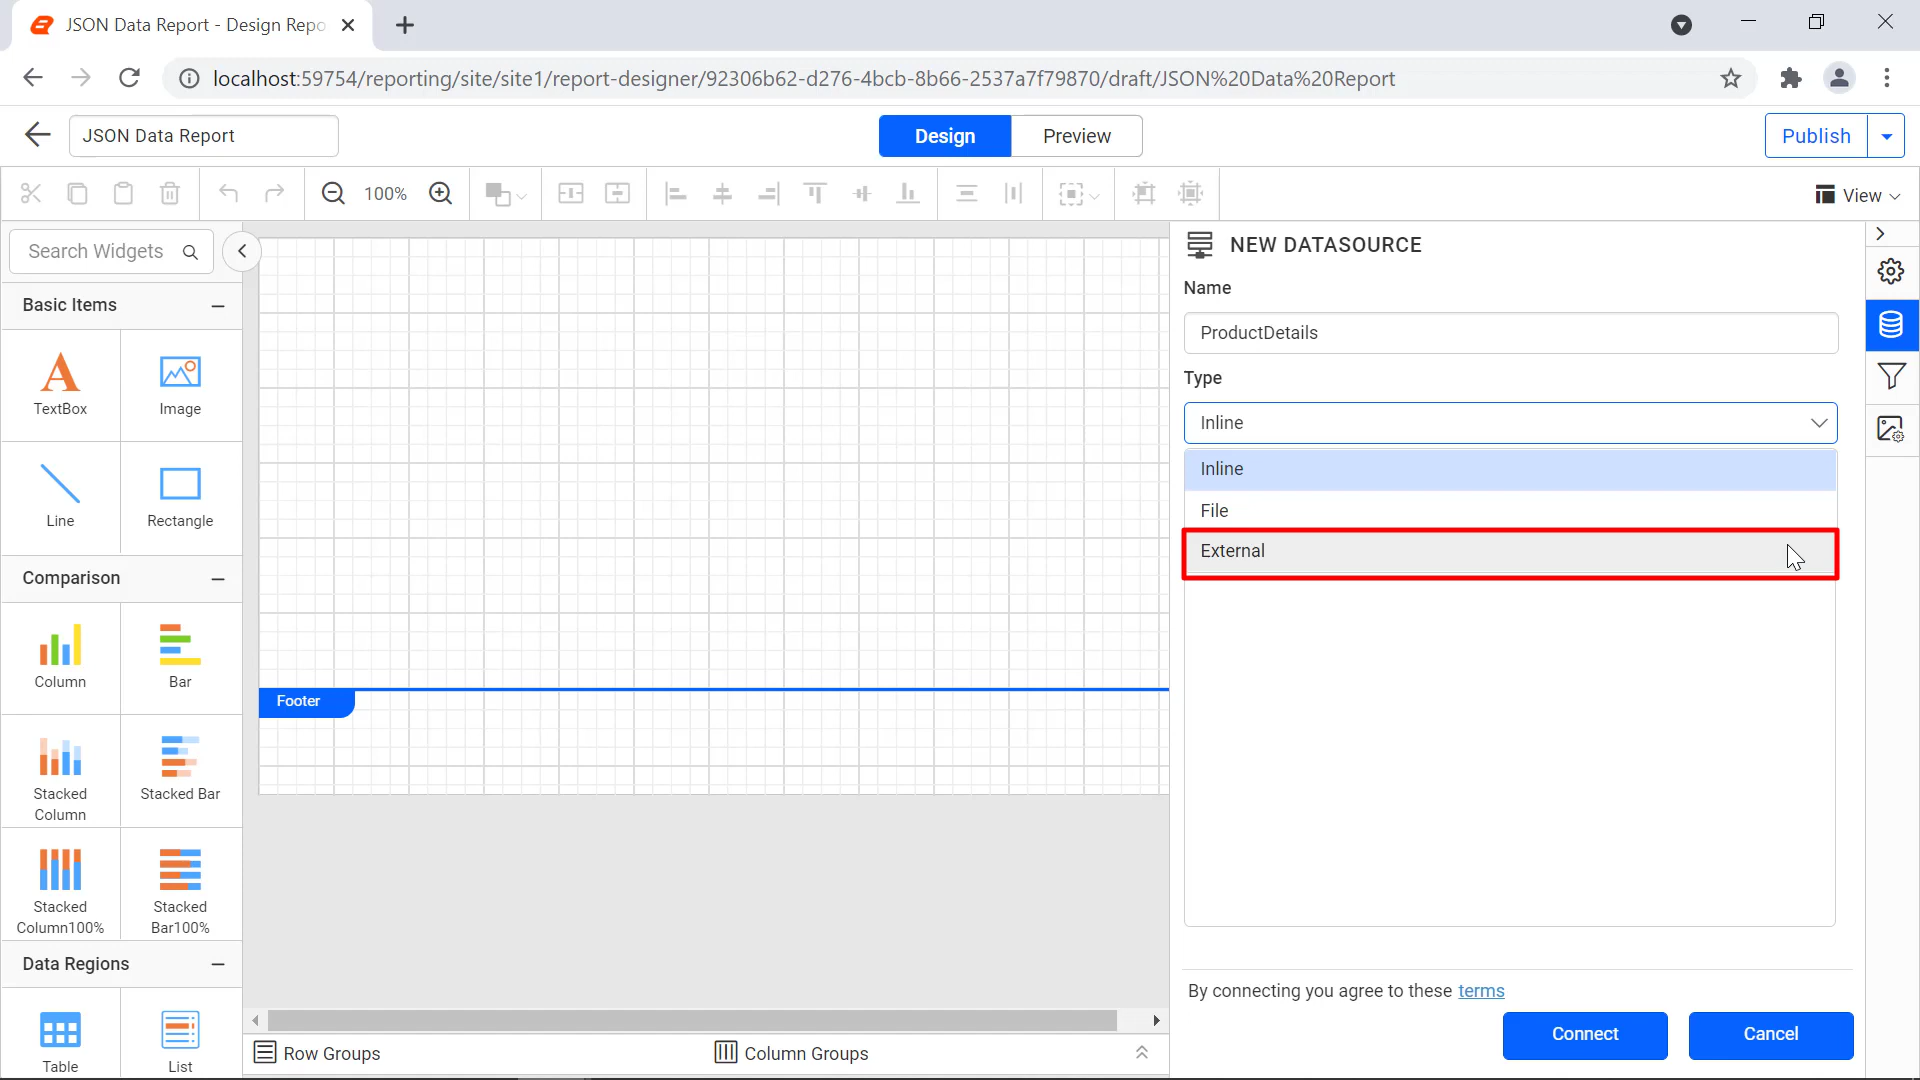 JSON Data Report - Design Repo
localhost:59754/reporting/site/site1/report-designer/92306b62-d276-4bcb-8b66-2537a7f79870/draft/JSON%20Data%20Report
JSON Data Report
Design
Preview
Publish
100%
View
Search Widgets
Basic Items
TextBox
Image
Line
Rectangle
Comparison
Column
Bar
Stacked
Column
Stacked Bar
Stacked
Column100%
Stacked
Bar100%
Data Regions
Table
List
Footer
Row Groups
Column Groups
NEW DATASOURCE
Name
ProductDetails
Type
Inline
Inline
File
External
By connecting you agree to these terms
Connect
Cancel